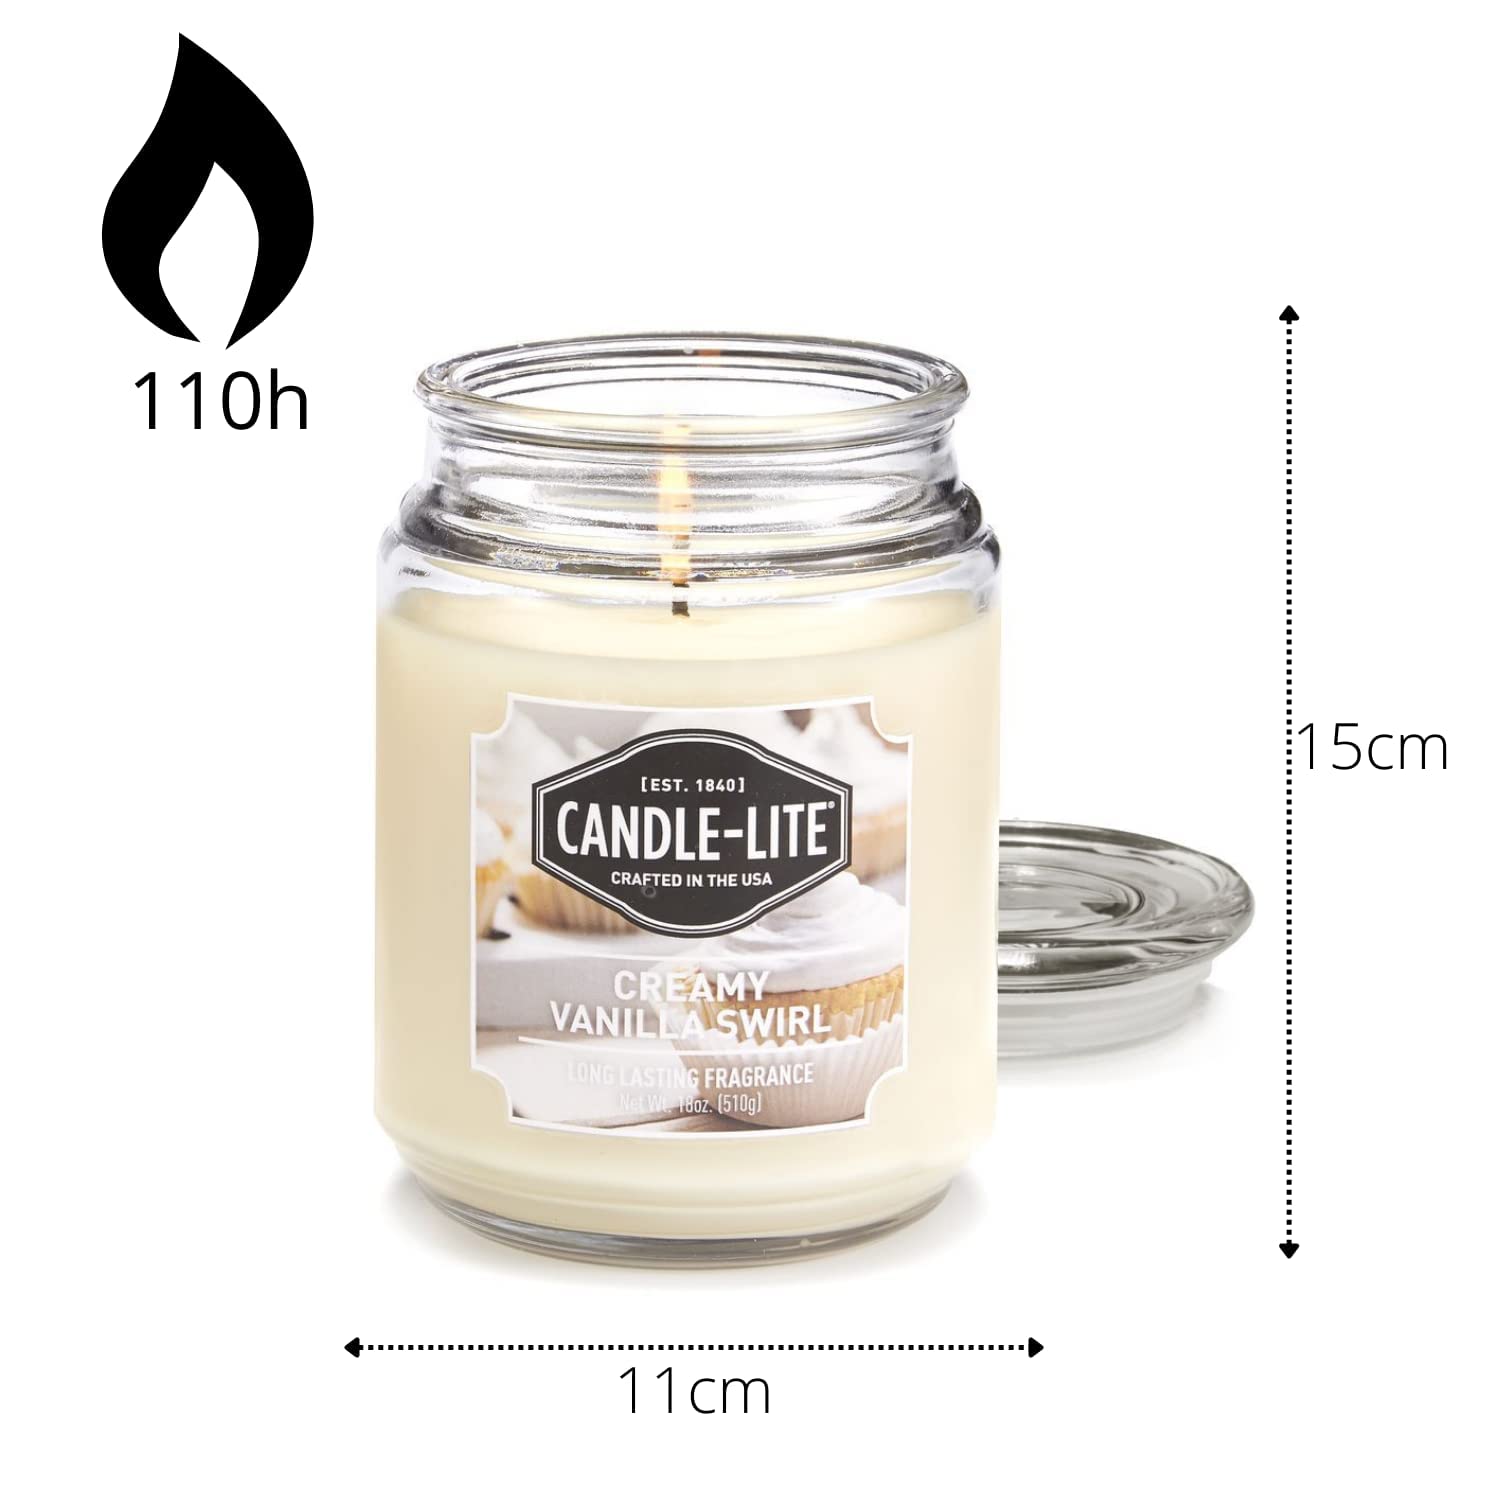 110h
[EST. 1840]
CANDLE-LITE®
CRAFTED IN THE USA
CREAMY
VANILLA SWIRL
LONG LASTING FRAGRANCE
Net Wt. 18oz. (510g)
15cm
11cm